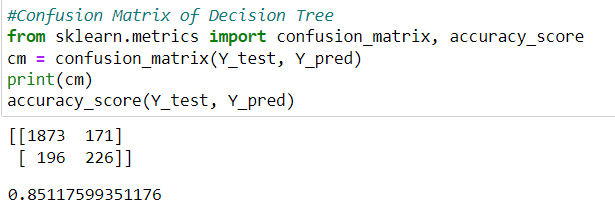 #Confusion Matrix of Decision Tree
from sklearn.metrics import confusion_matrix, accuracy_score
cm = confusion_matrix(Y_test, Y_pred)
print(cm)
accuracy_score(Y_test, Y_pred)
[[1873  171]
 [ 196  226]]
0.85117599351176